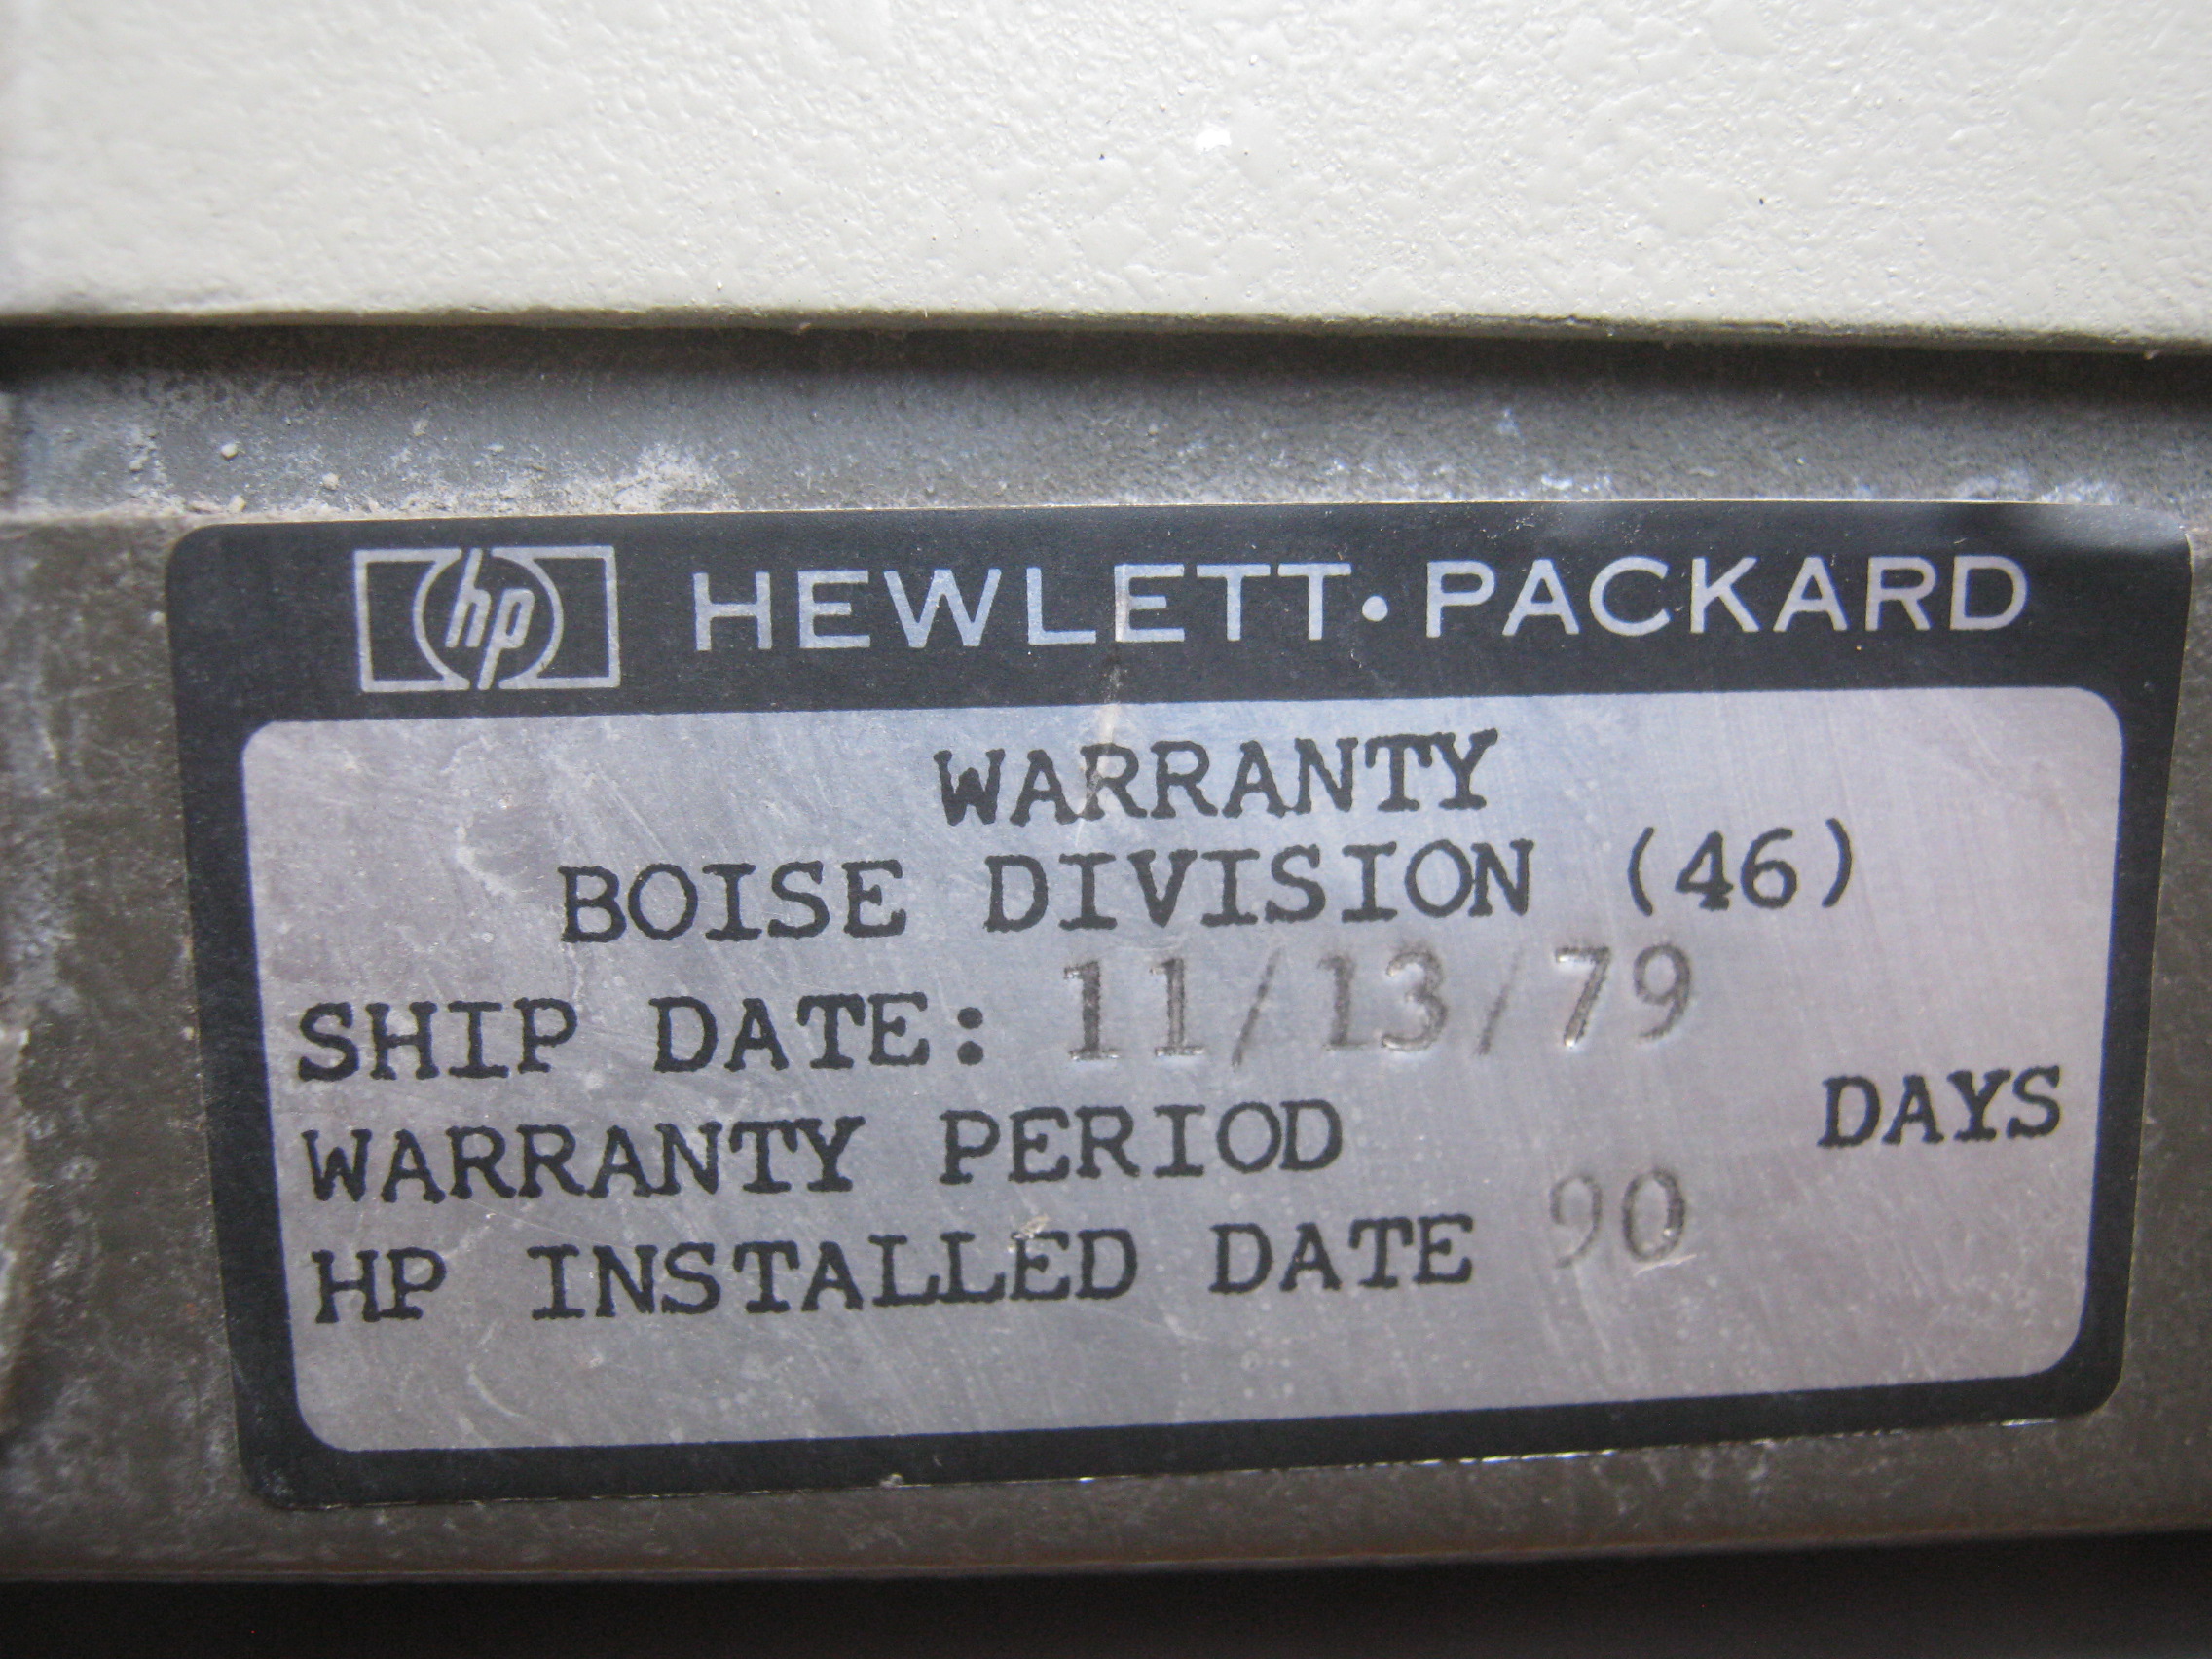 hp HEWLETT•PACKARD
WARRANTY
BOISE DIVISION (46)
SHIP DATE: 11/13/79
WARRANTY PERIOD DAYS
HP INSTALLED DATE 90